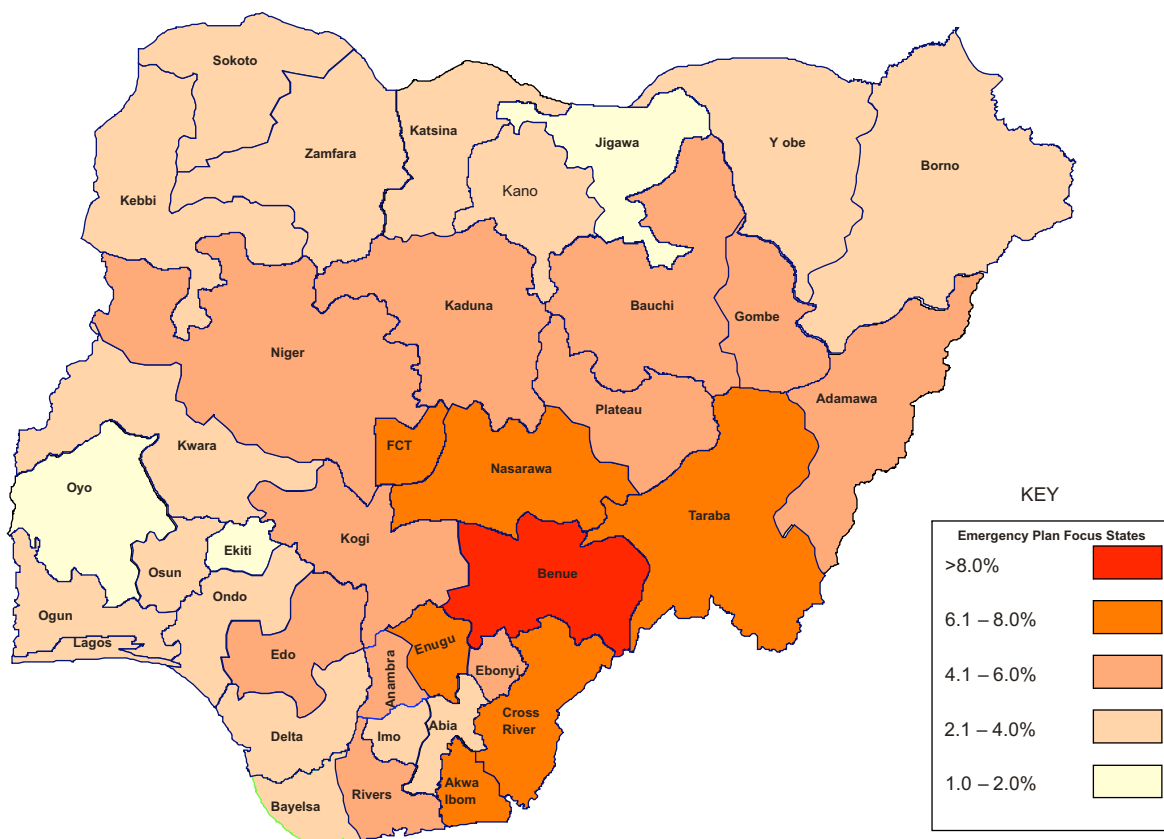 Sokoto
Katsina
Zamfara
Jigawa
Y obe
Borno
Kano
Kebbi
Kaduna
Bauchi
Gombe
Niger
Adamawa
Plateau
Kwara
FCT
Nasarawa
Oyo
Taraba
Kogi
Ekiti
Osun
Benue
Ondo
Ogun
Lagos
Edo
Enugu
Ebonyi
Anambra
Cross
River
Delta
Imo
Abia
Akwa
Ibom
Rivers
Bayelsa
KEY
Emergency Plan Focus States
>8.0%
6.1 – 8.0%
4.1 – 6.0%
2.1 – 4.0%
1.0 – 2.0%